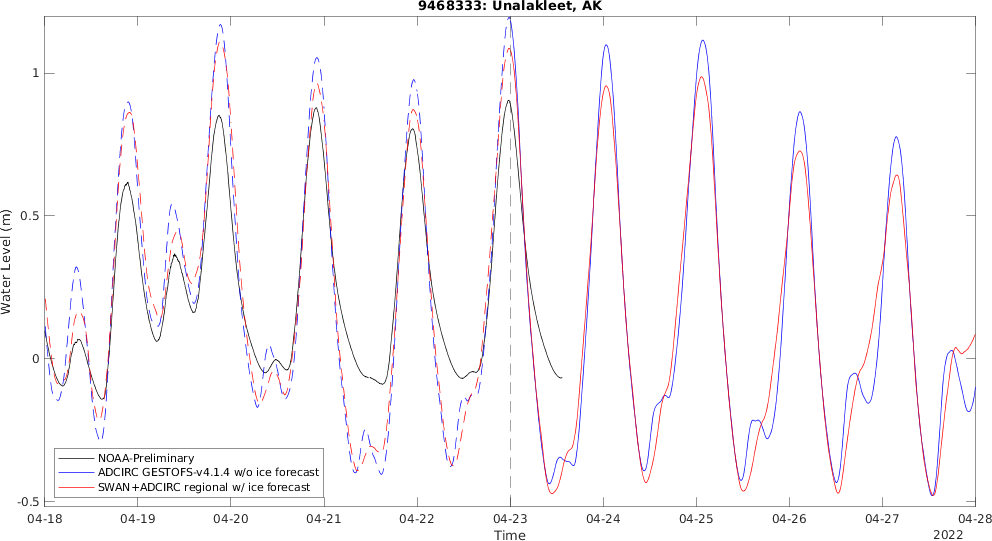 9468333: Unalakleet, AK
Water Level (m)
1
0.5
0
-0.5
NOAA-Preliminary
ADCIRC GESTOFS-v4.1.4 w/o ice forecast
SWAN+ADCIRC regional w/ ice forecast
04-18 04-19 04-20 04-21 04-22 04-23 04-24 04-25 04-26 04-27 04-28
Time
2022